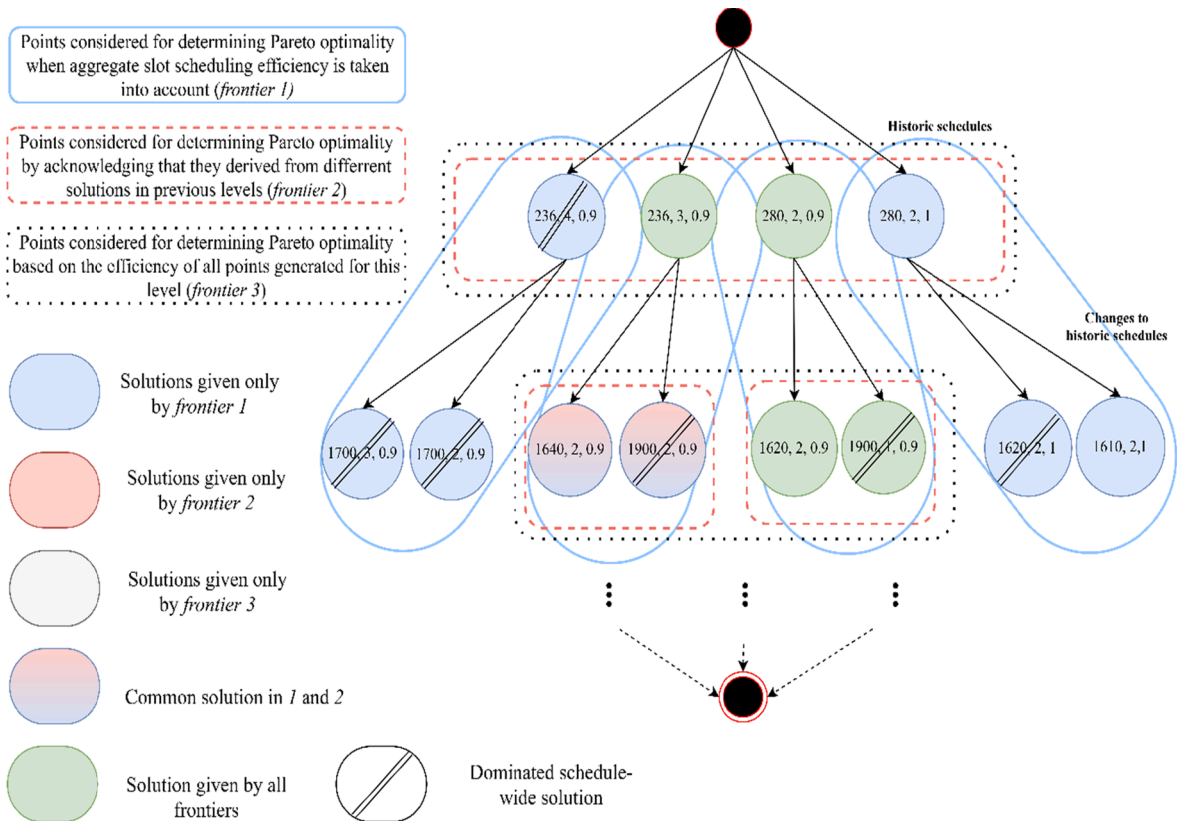 Points considered for determining Pareto optimality
when aggregate slot scheduling efficiency is taken
into account (frontier 1)
Points considered for determining Pareto optimality
by acknowledging that they derived from different
solutions in previous levels (frontier 2)
Points considered for determining Pareto optimality
based on the efficiency of all points generated for this
level (frontier 3)
Historic schedules
236, 4, 0.9
236, 3, 0.9
280, 2, 0.9
280, 2, 1
Changes to
historic schedules
1700, 3, 0.9
1700, 2, 0.9
1640, 2, 0.9
1900, 2, 0.9
1620, 2, 0.9
1900, 1, 0.9
1620, 2, 1
1610, 2,1
Solutions given only
by frontier 1
Solutions given only
by frontier 2
Solutions given only
by frontier 3
Common solution in 1 and 2
Solution given by all
frontiers
Dominated schedule-
wide solution